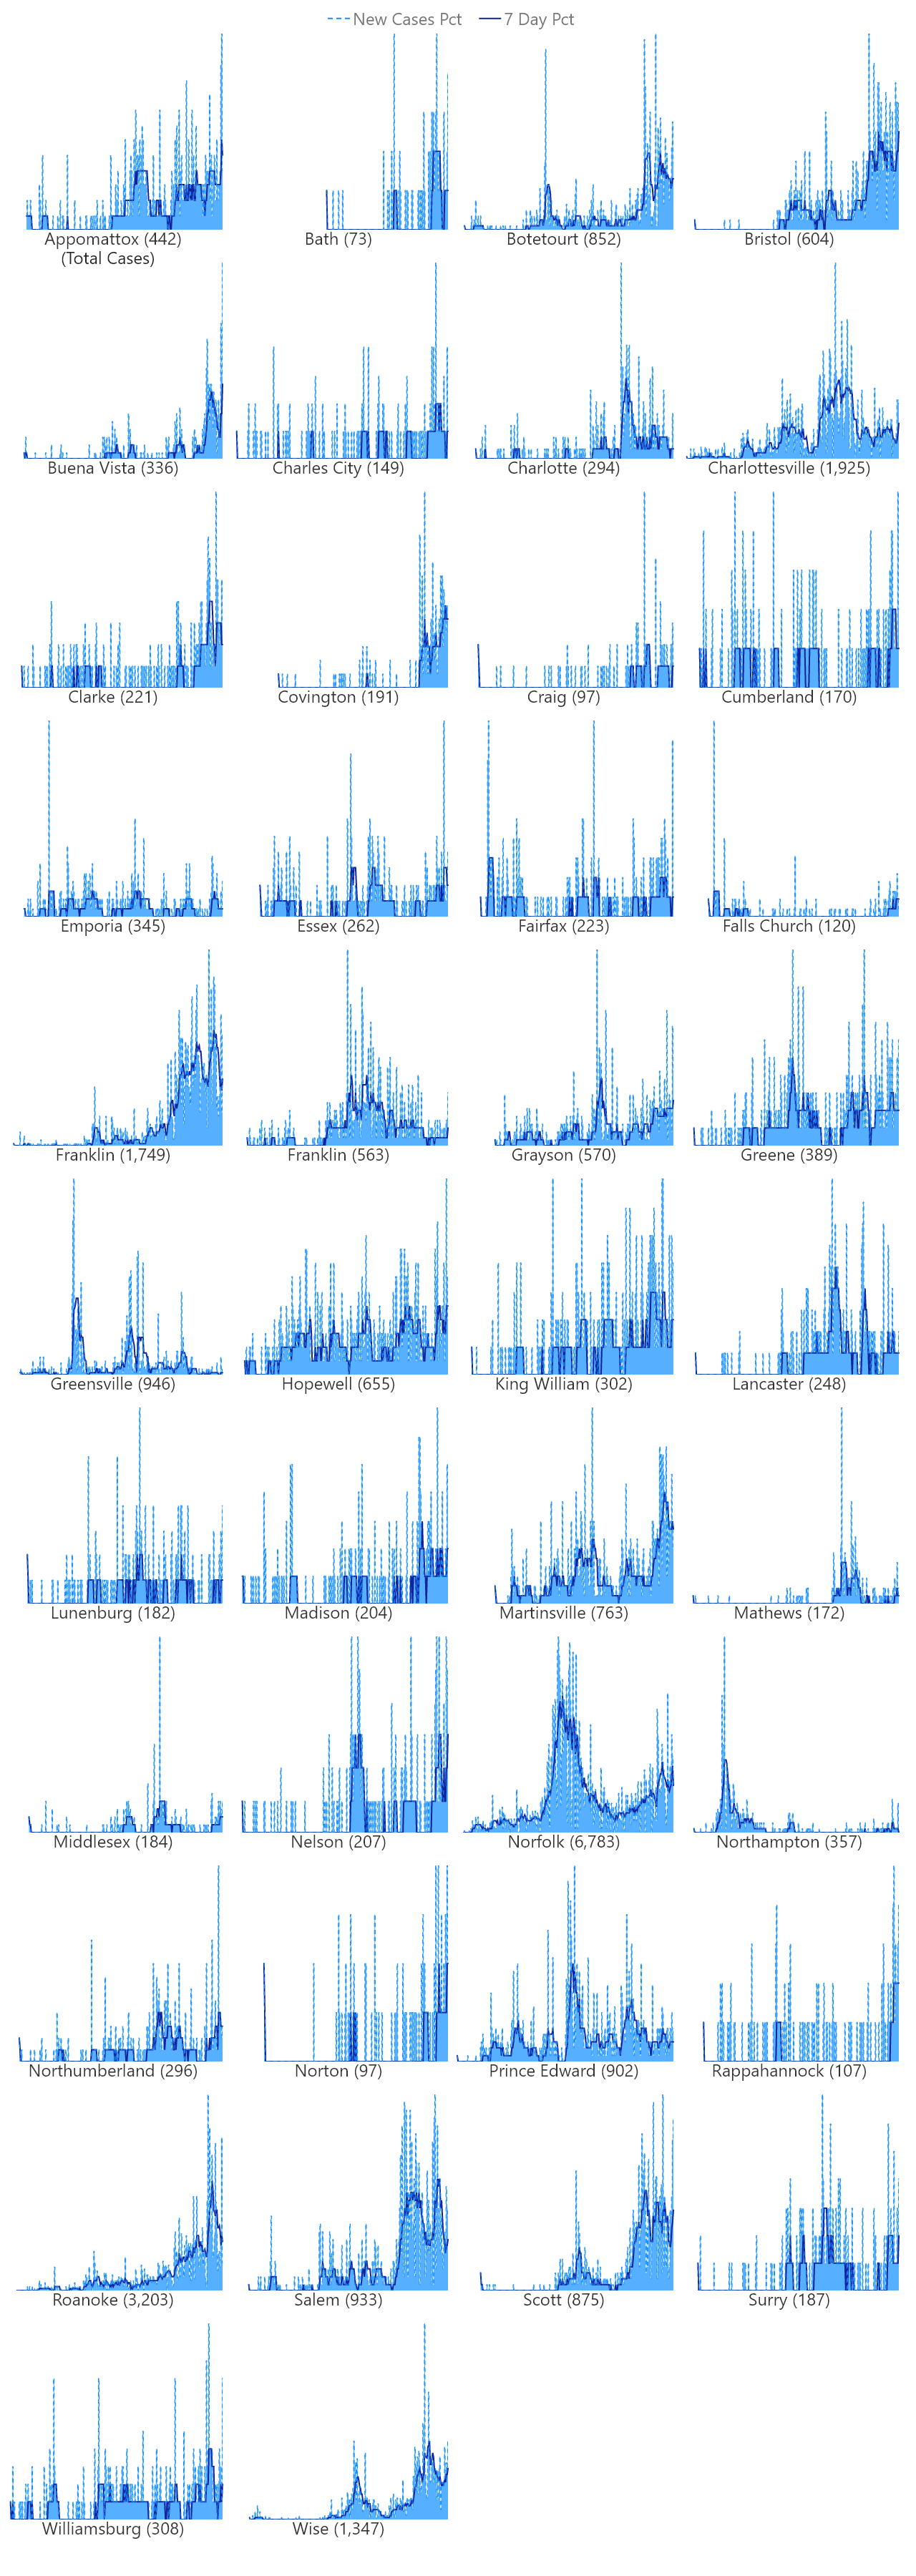 New Cases Pct 7 Day Pct
Appomattox (442) Bath (73) Botetourt (852) Bristol (604)
(Total Cases)
Buena Vista (336) Charles City (149) Charlotte (294) Charlottesville (1,925)
Clarke (221) Covington (191) Craig (97) Cumberland (170)
Emporia (345) Essex (262) Fairfax (223) Falls Church (120)
Franklin (1,749) Franklin (563) Grayson (570) Greene (389)
Greensville (946) Hopewell (655) King William (302) Lancaster (248)
Lunenburg (182) Madison (204) Martinsville (763) Mathews (172)
Middlesex (184) Nelson (207) Norfolk (6,783) Northampton (357)
Northumberland (296) Norton (97) Prince Edward (902) Rappahannock (107)
Roanoke (3,203) Salem (933) Scott (875) Surry (187)
Williamsburg (308) Wise (1,347)